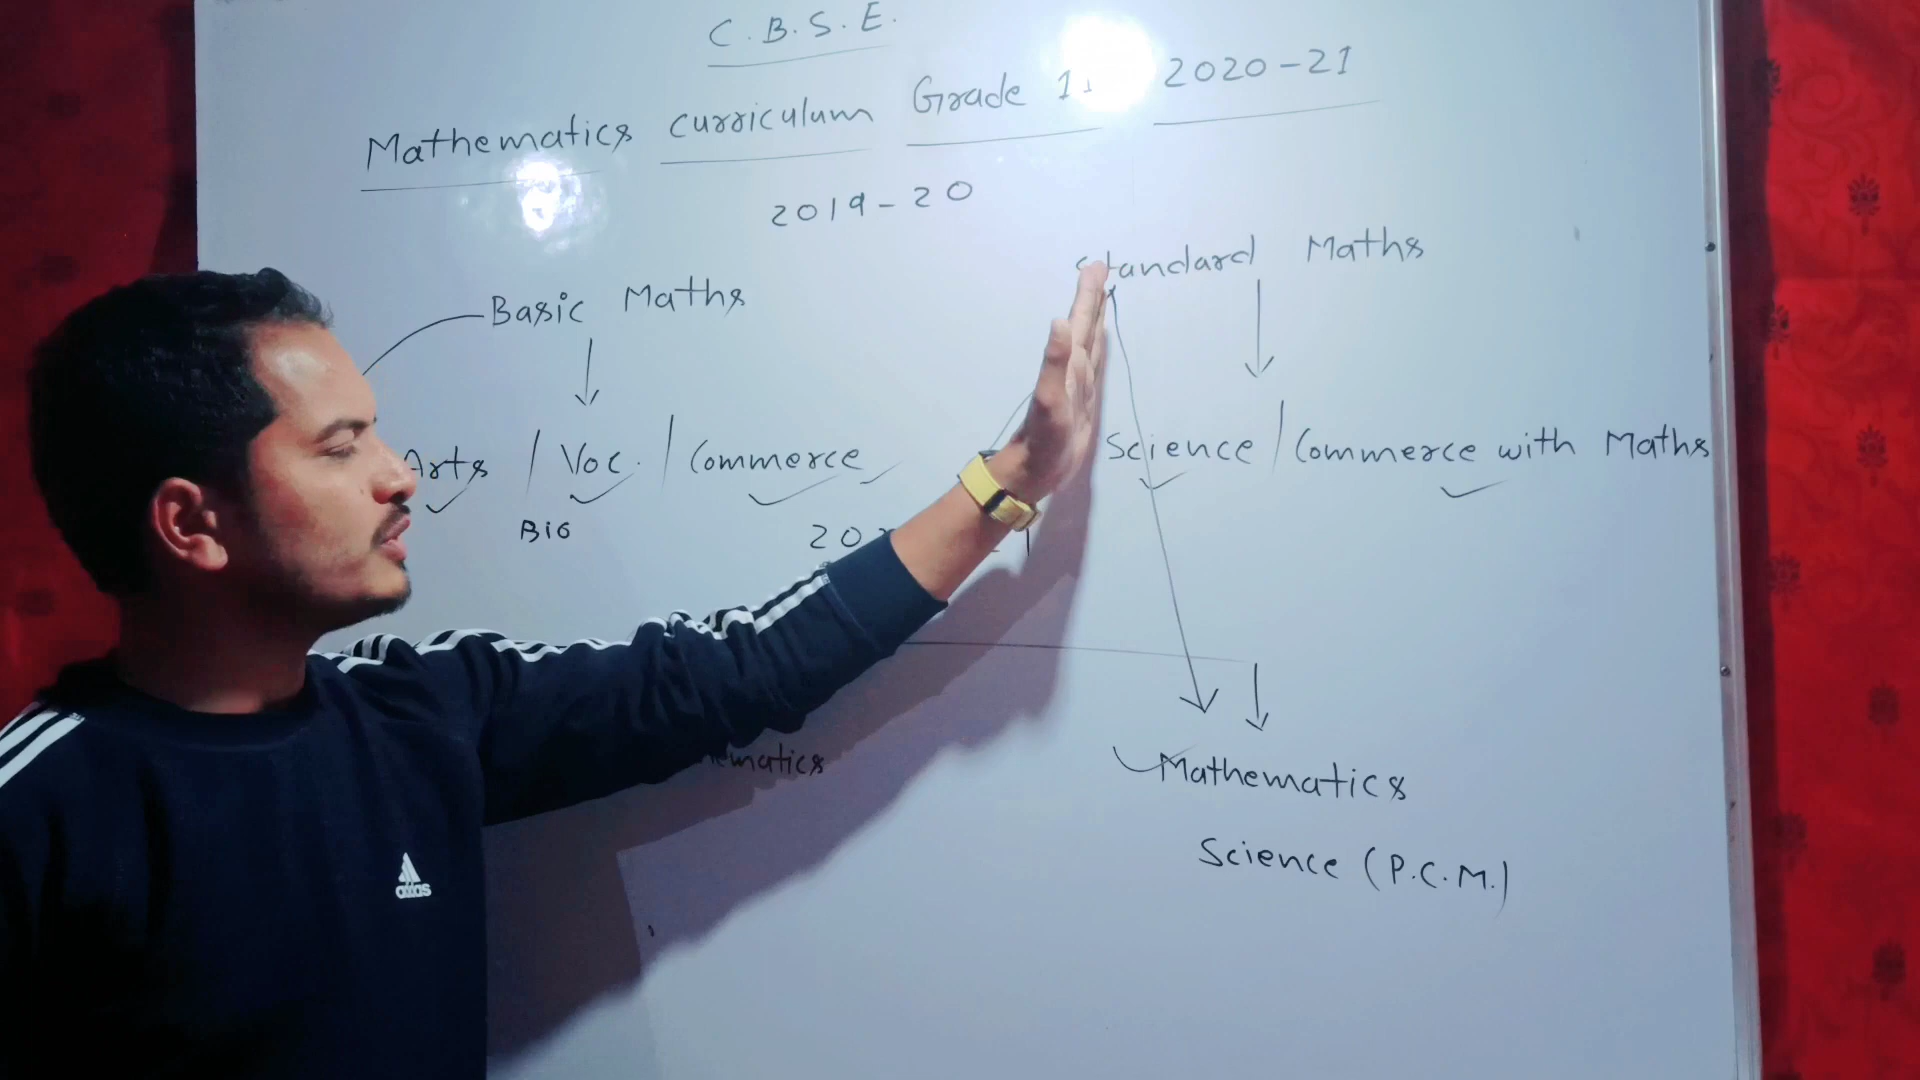 C.B.S.E.
Mathematics curriculum Grade 11 2020-21
2019-20
Basic Maths
Standard Maths
Arts / Voc. / Commerce
Science / Commerce with Maths
Bio
Mathematics
Science (P.C.M.)
adidas